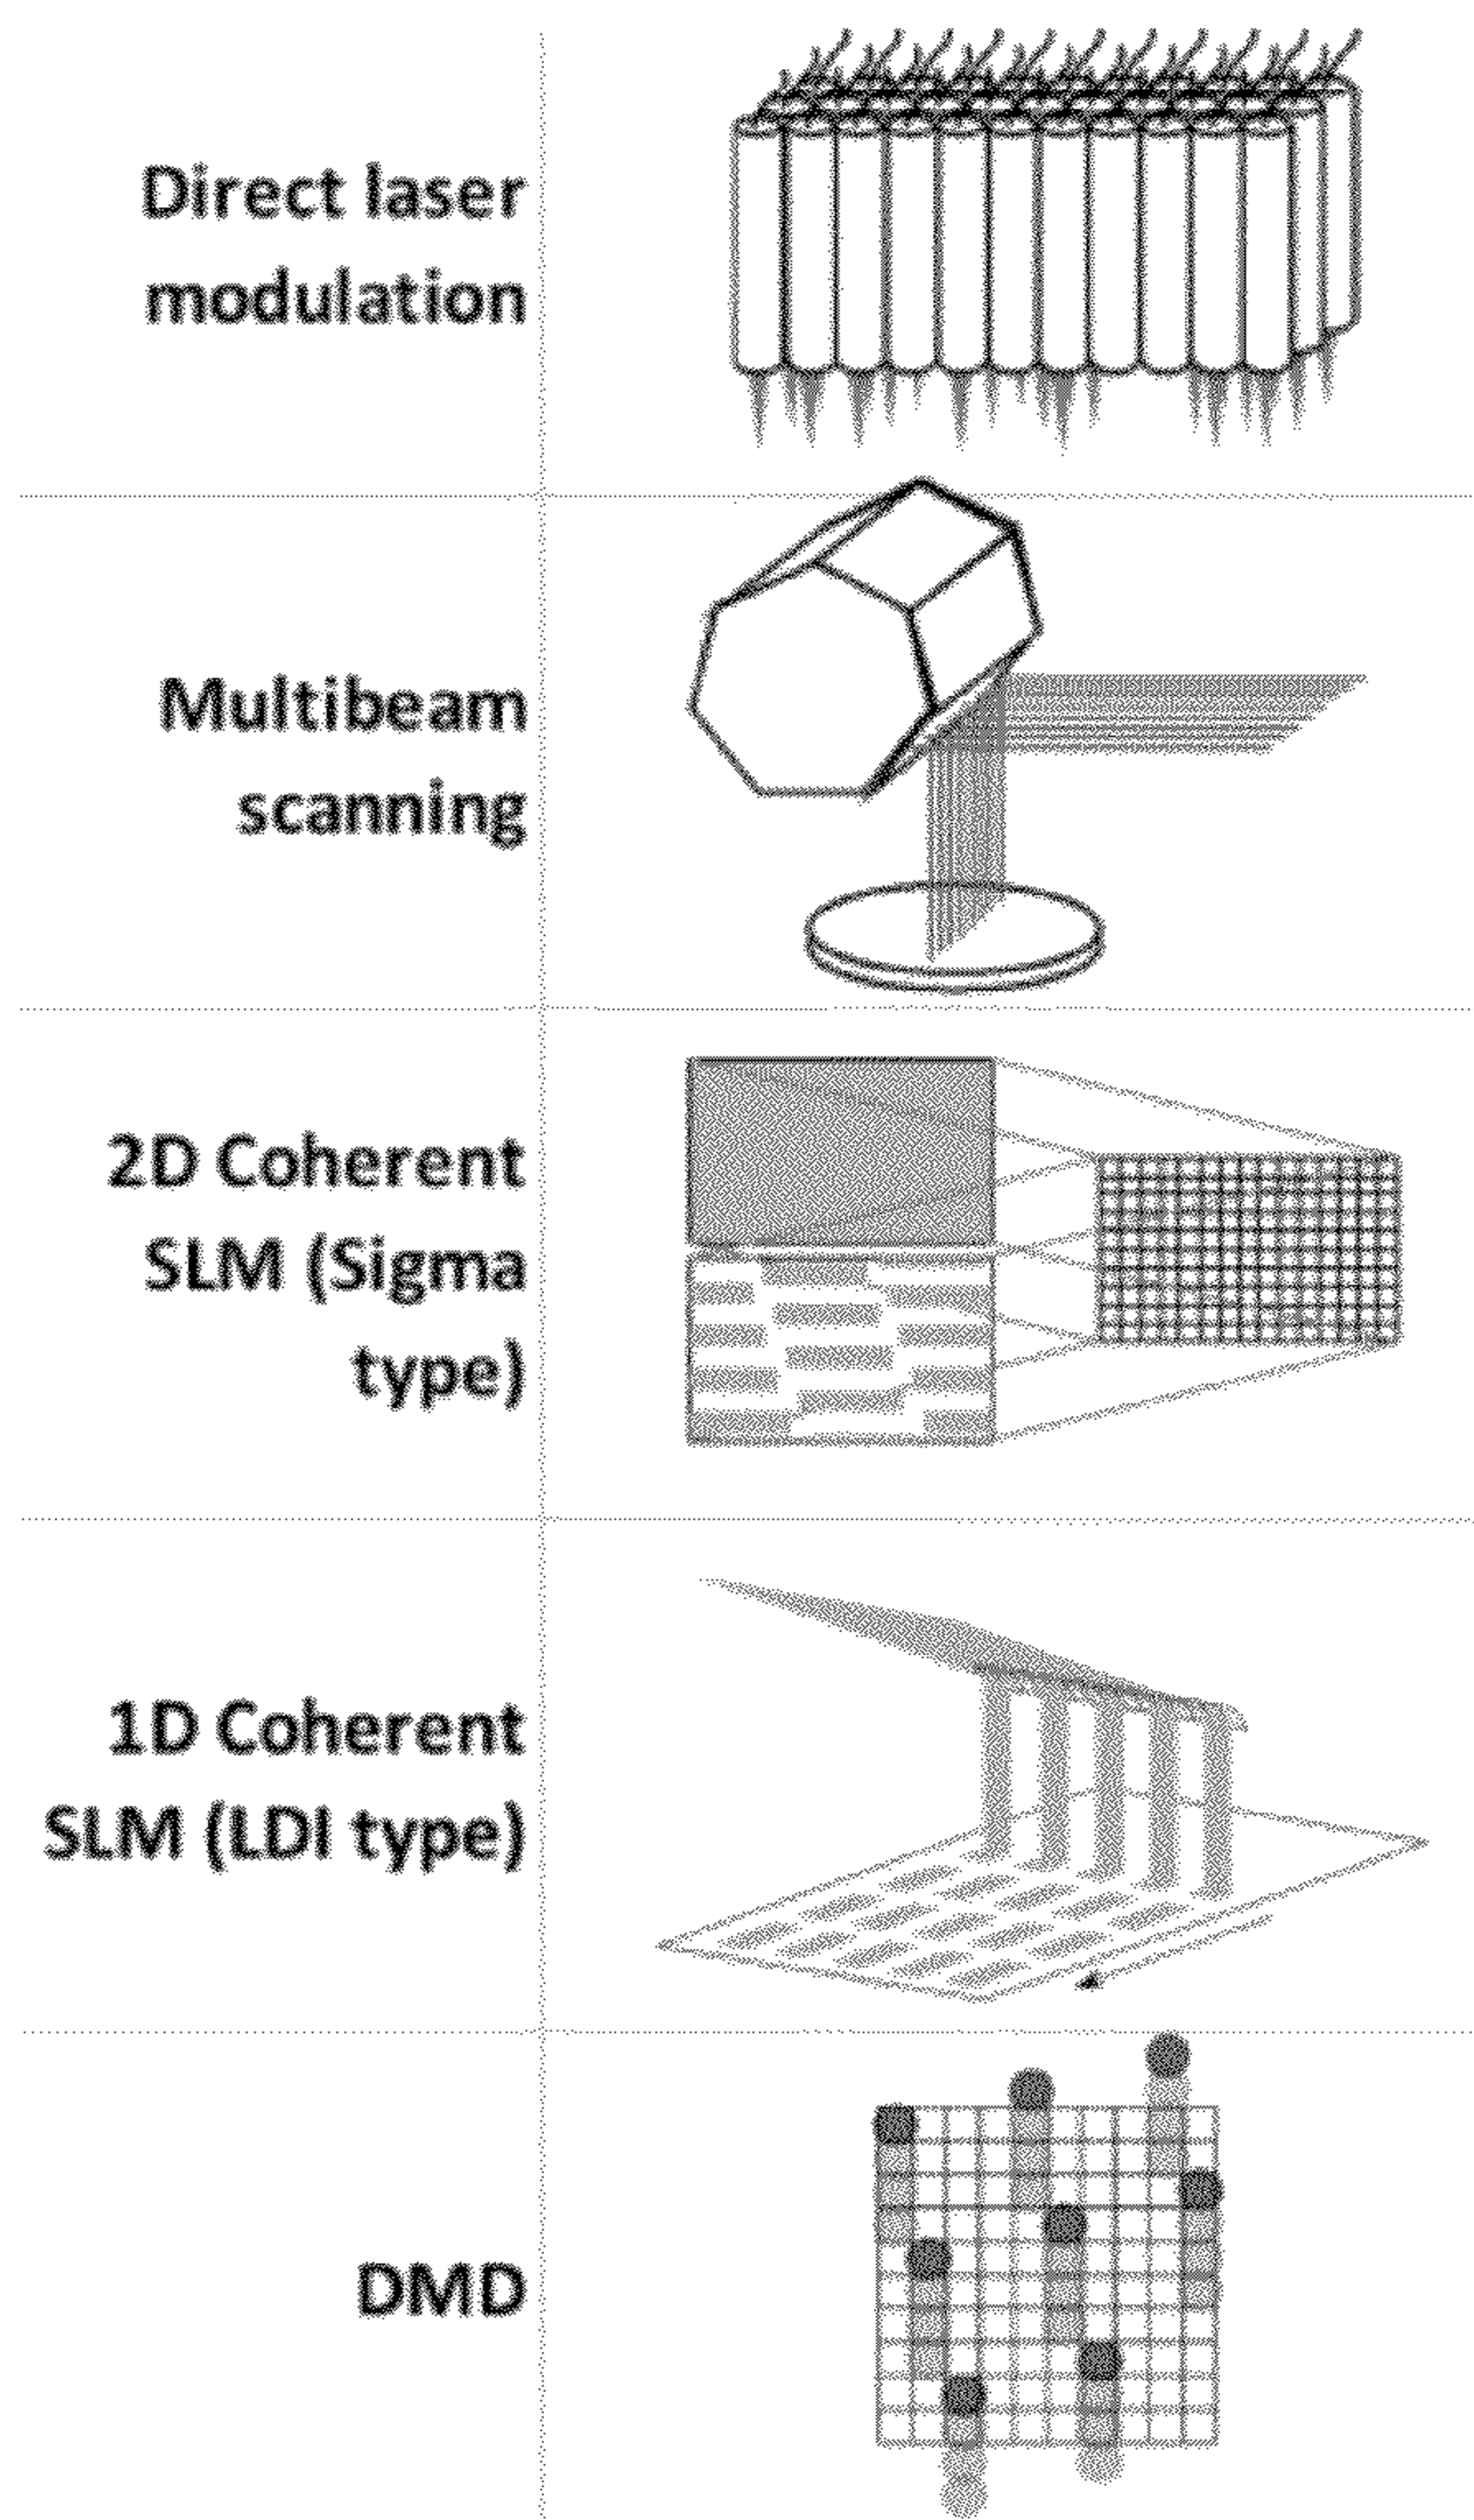 Direct laser
modulation
Multibeam
scanning
2D Coherent
SLM (Sigma
type)
1D Coherent
SLM (LDI type)
DMD